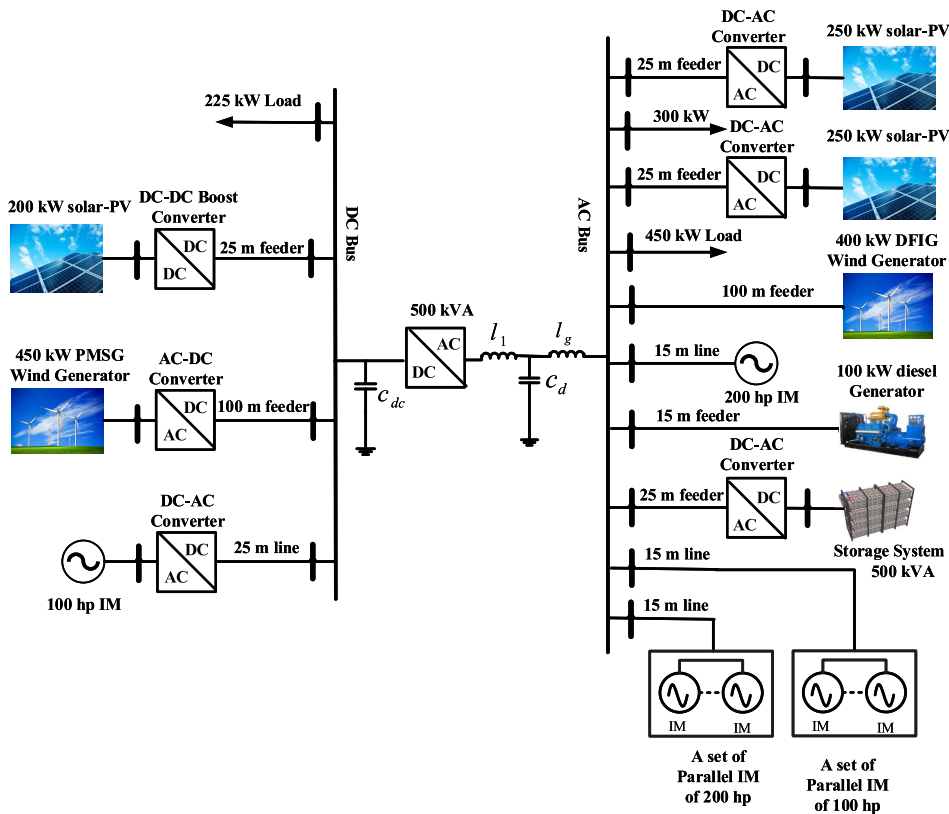 225 kW Load
200 kW solar-PV
DC-DC Boost
Converter
DC
DC
25 m feeder
450 kW PMSG
Wind Generator
AC-DC
Converter
DC
AC
100 m feeder
DC-AC
Converter
DC
AC
25 m line
100 hp IM
DC Bus
c_dc
500 kVA
AC
DC
l_1
l_g
c_d
AC Bus
DC-AC
Converter
250 kW solar-PV
25 m feeder
DC
AC
300 kW
DC-AC
Converter
250 kW solar-PV
25 m feeder
DC
AC
450 kW Load
400 kW DFIG
Wind Generator
100 m feeder
15 m line
200 hp IM
100 kW diesel
Generator
15 m feeder
DC-AC
Converter
25 m feeder
DC
AC
Storage System
500 kVA
15 m line
15 m line
IM
IM
IM
IM
A set of
Parallel IM
of 200 hp
A set of
Parallel IM
of 100 hp